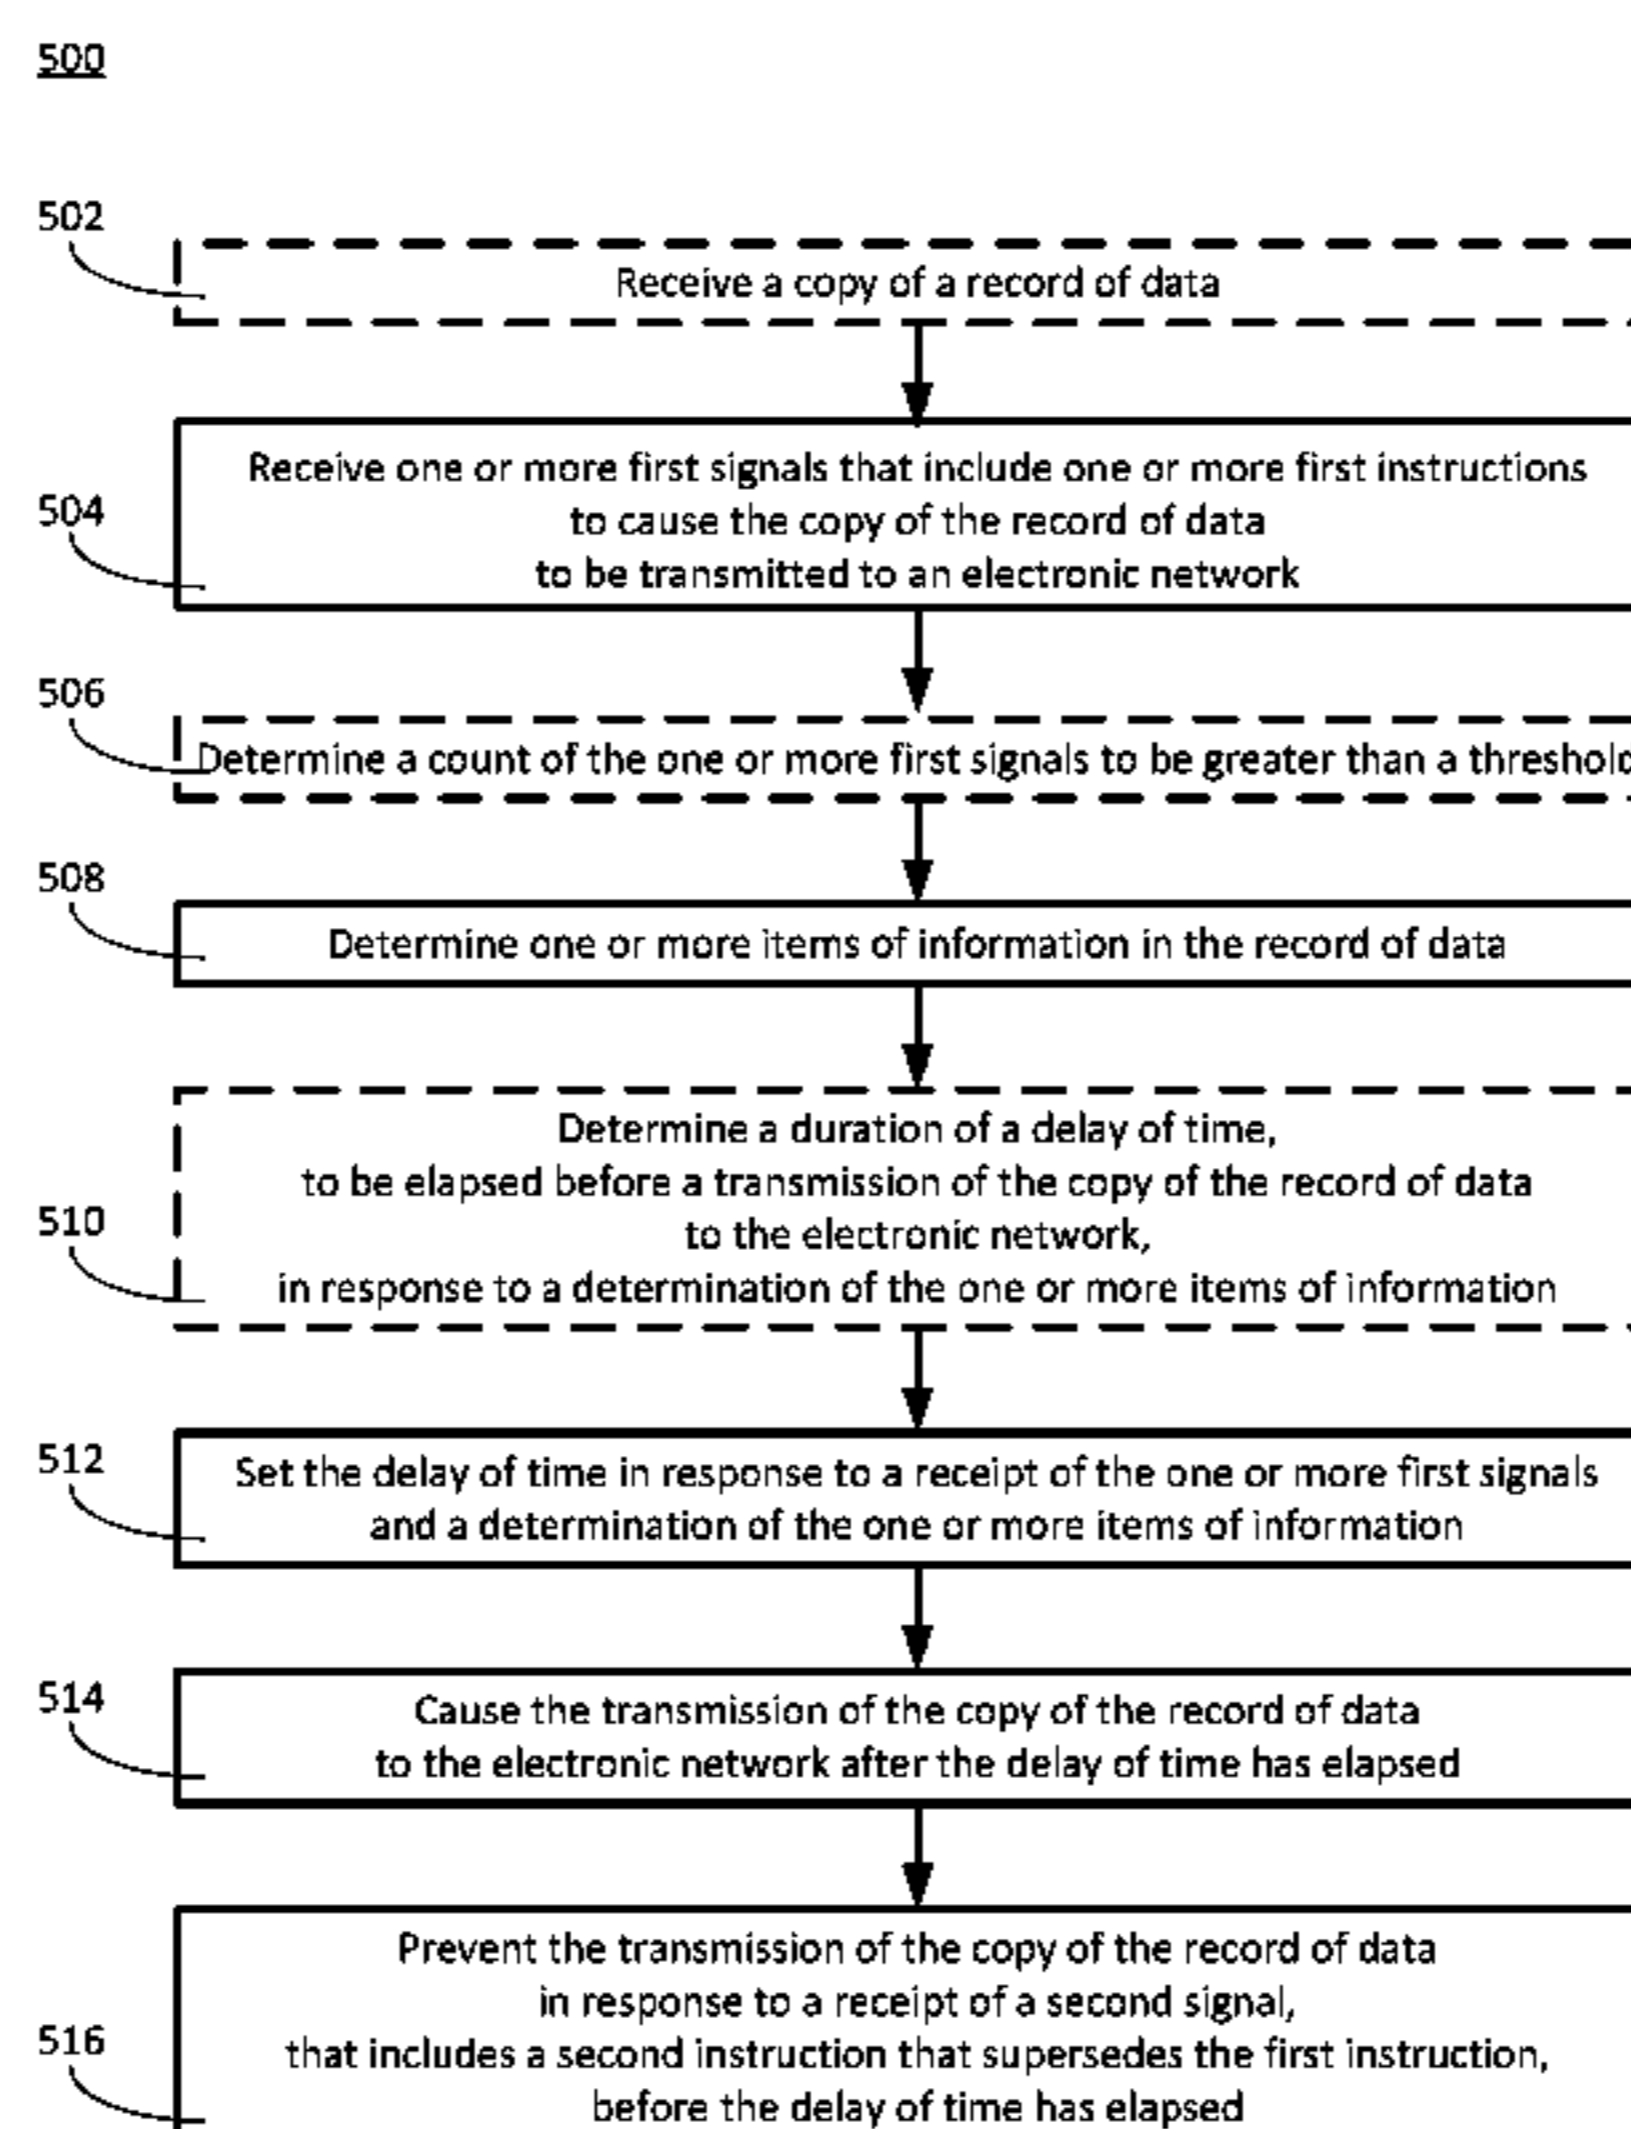 500
502
Receive a copy of a record of data
504
Receive one or more first signals that include one or more first instructions
to cause the copy of the record of data
to be transmitted to an electronic network
506
Determine a count of the one or more first signals to be greater than a threshold
508
Determine one or more items of information in the record of data
510
Determine a duration of a delay of time,
to be elapsed before a transmission of the copy of the record of data
to the electronic network,
in response to a determination of the one or more items of information
512
Set the delay of time in response to a receipt of the one or more first signals
and a determination of the one or more items of information
514
Cause the transmission of the copy of the record of data
to the electronic network after the delay of time has elapsed
516
Prevent the transmission of the copy of the record of data
in response to a receipt of a second signal,
that includes a second instruction that supersedes the first instruction,
before the delay of time has elapsed